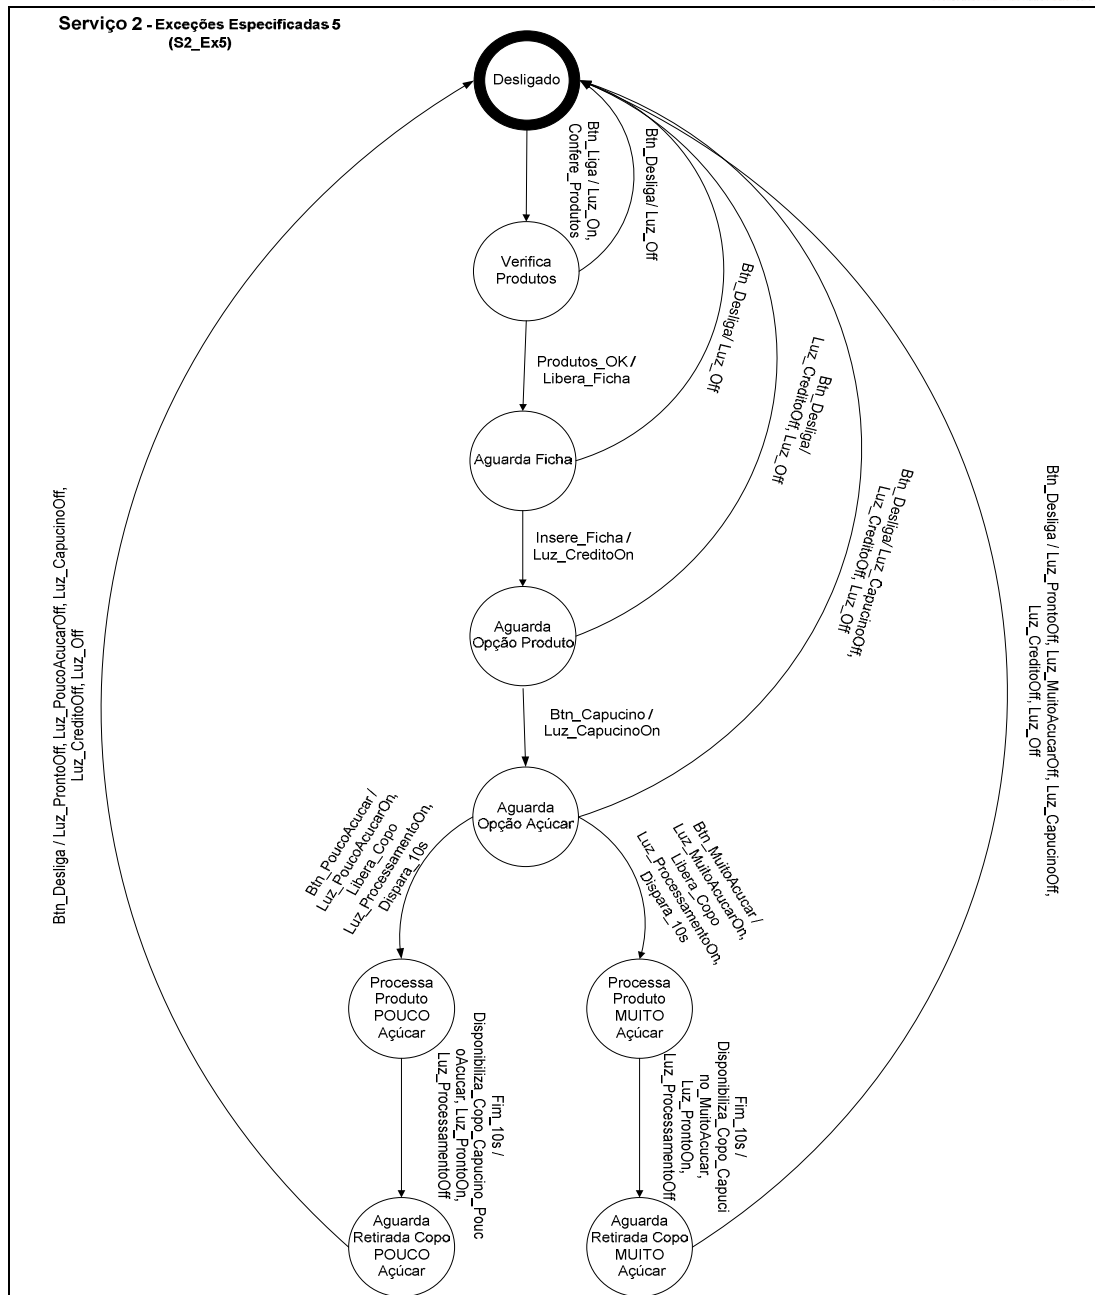 Serviço 2 - Exceções Especificadas 5
(S2_Ex5)
Desligado
Btn_Liga / Luz_On,
Confere_Produtos
Btn_Desliga/ Luz_Off
Verifica
Produtos
Btn_Desliga/ Luz_Off
Produtos_OK /
Libera_Ficha
Btn_Desliga/
Luz_CreditoOff, Luz_Off
Aguarda Ficha
Btn_Desliga/ Luz_CapucinoOff,
Luz_CreditoOff, Luz_Off
Btn_Desliga / Luz_ProntoOff, Luz_PoucoAcucarOff, Luz_CapucinoOff,
Luz_CreditoOff, Luz_Off
Btn_Desliga / Luz_ProntoOff, Luz_MuitoAcucarOff, Luz_CapucinoOff,
Luz_CreditoOff, Luz_Off
Insere_Ficha /
Luz_CreditoOn
Aguarda
Opção Produto
Btn_Capucino /
Luz_CapucinoOn
Aguarda
Opção Açúcar
Btn_PoucoAcucar /
Luz_PoucoAcucarOn,
Libera_Copo
Luz_ProcessamentoOn,
Dispara_10s
Btn_MuitoAcucar /
Luz_MuitoAcucarOn,
Libera_Copo
Luz_ProcessamentoOn,
Dispara_10s
Processa
Produto
POUCO
Açúcar
Processa
Produto
MUITO
Açúcar
Fim_10s /
Disponibiliza_Copo_Capucino_Pouc
oAcucar, Luz_ProntoOn,
Luz_ProcessamentoOff
Fim_10s /
Disponibiliza_Copo_Capuci
no_MuitoAcucar,
Luz_ProntoOn,
Luz_ProcessamentoOff
Aguarda
Retirada Copo
POUCO
Açúcar
Aguarda
Retirada Copo
MUITO
Açúcar